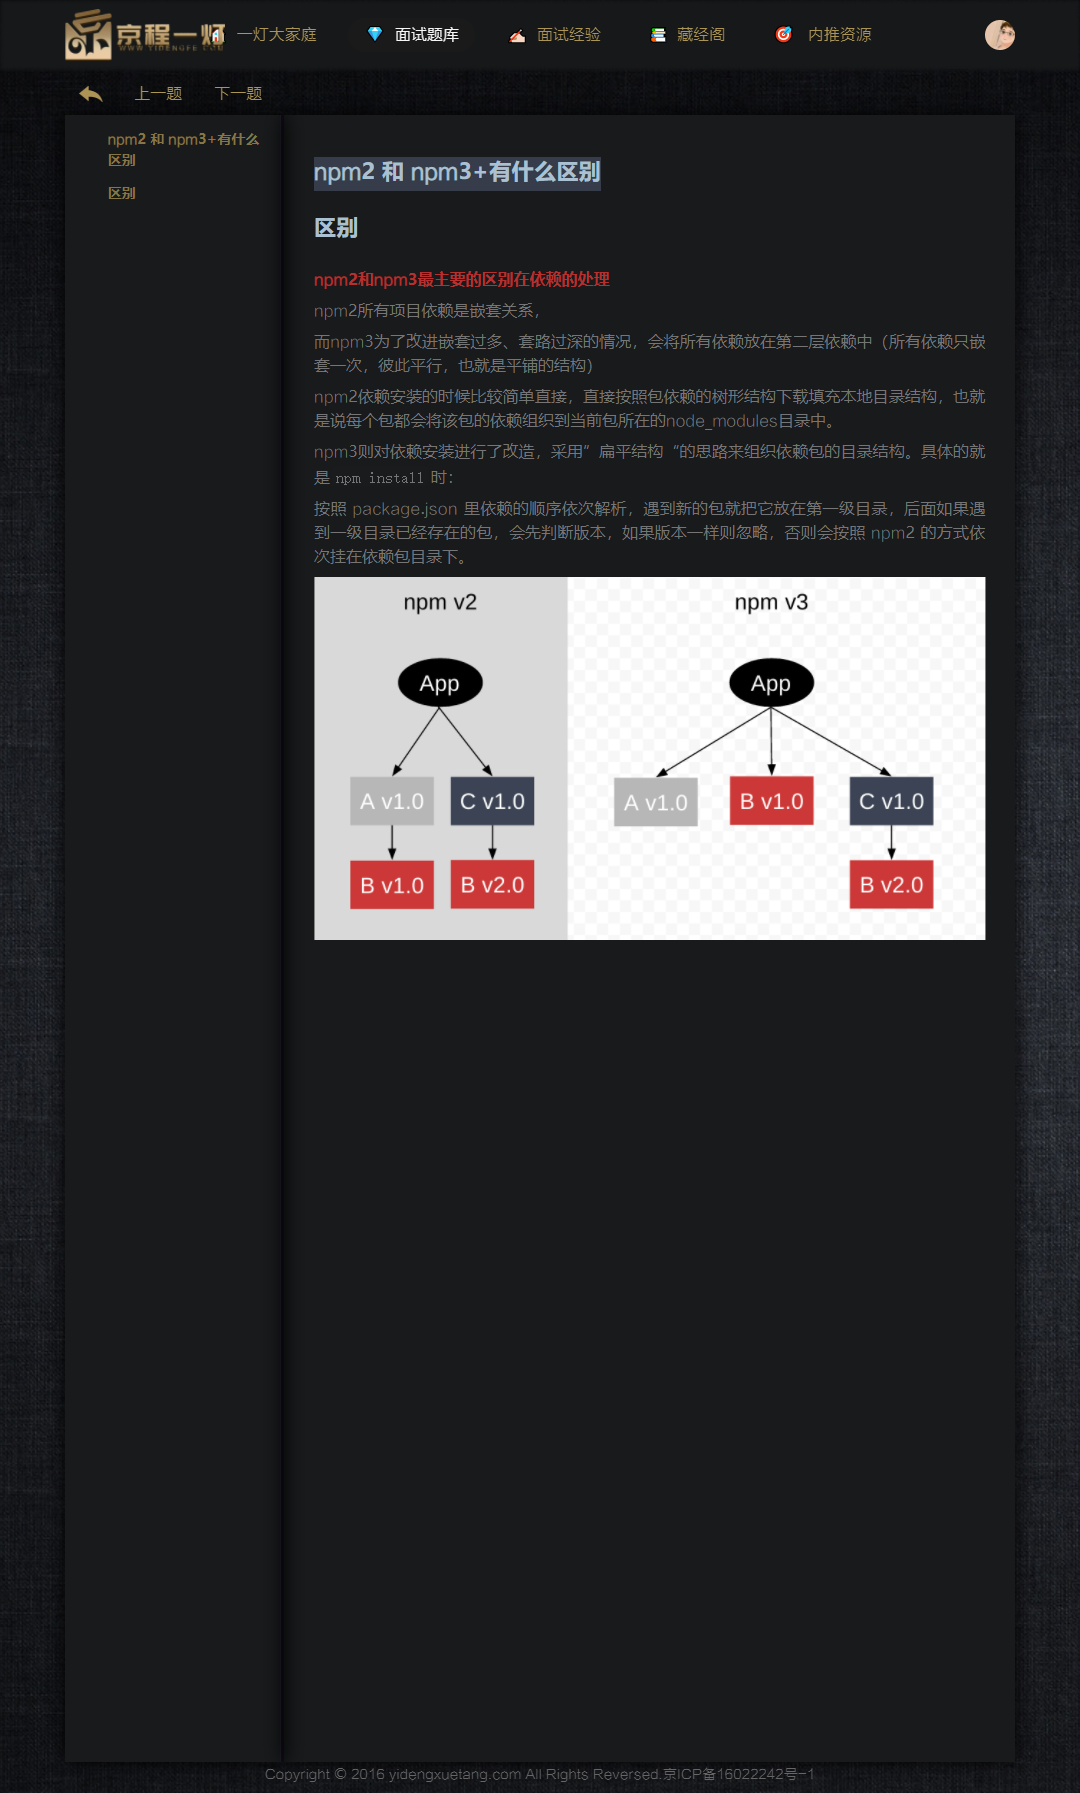 京程一灯
WWW.YIDENGFE.COM
一灯大家庭
面试题库
面试经验
藏经阁
内推资源
上一题
下一题
npm2 和 npm3+有什么
区别
区别
npm2 和 npm3+有什么区别
区别
npm2和npm3最主要的区别在依赖的处理
npm2所有项目依赖是嵌套关系，
而npm3为了改进嵌套过多、套路过深的情况，会将所有依赖放在第二层依赖中（所有依赖只嵌
套一次，彼此平行，也就是平铺的结构）
npm2依赖安装的时候比较简单直接，直接按照包依赖的树形结构下载填充本地目录结构，也就
是说每个包都会将该包的依赖组织到当前包所在的node_modules目录中。
npm3则对依赖安装进行了改造，采用”扁平结构“的思路来组织依赖包的目录结构。具体的就
是 npm install 时：
按照 package.json 里依赖的顺序依次解析，遇到新的包就把它放在第一级目录，后面如果遇
到一级目录已经存在的包，会先判断版本，如果版本一样则忽略，否则会按照 npm2 的方式依
次挂在依赖包目录下。
npm v2
App
A v1.0
C v1.0
B v1.0
B v2.0
npm v3
App
A v1.0
B v1.0
C v1.0
B v2.0
Copyright © 2016 yidengxuetang.com All Rights Reversed.京ICP备16022242号-1